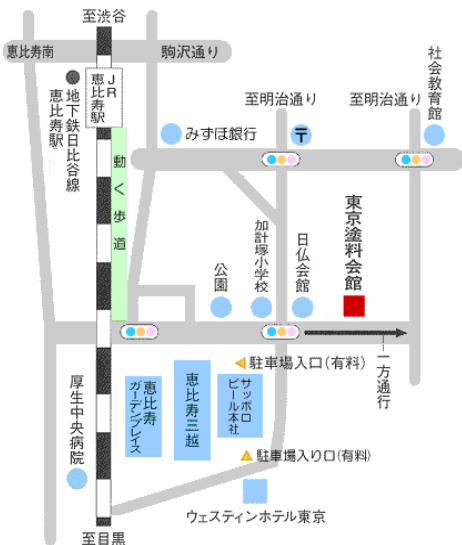 至渋谷
恵比寿南
駒沢通り
JR
恵比寿駅
地下鉄日比谷線
恵比寿駅
社会教育館
至明治通り
至明治通り
みずほ銀行
〒
動く歩道
東京塗料会館
日仏会館
加計塚小学校
公園
一方通行
駐車場入口(有料)
サッポロ
ビール本社
恵比寿三越
恵比寿
ガーデンプレイス
厚生中央病院
駐車場入り口(有料)
ウェスティンホテル東京
至目黒